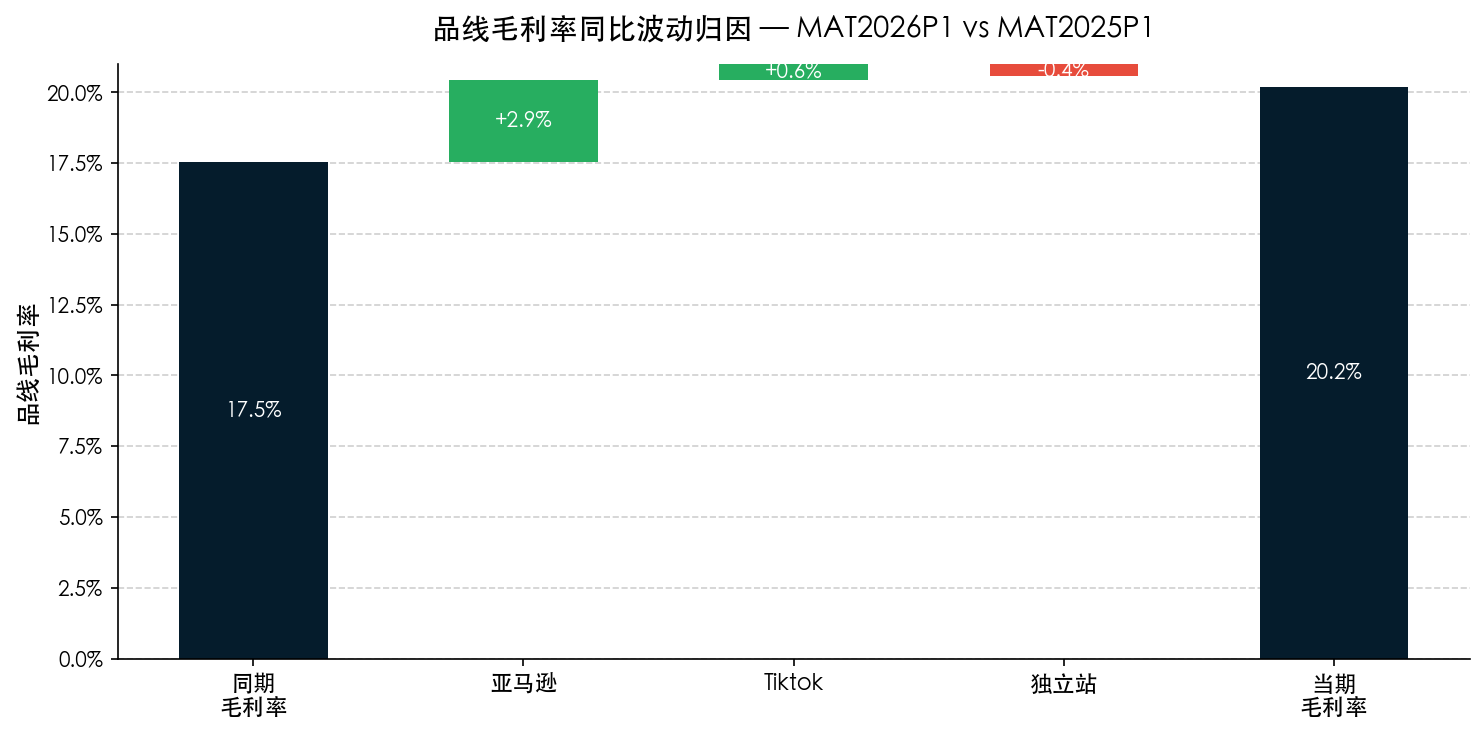 品线毛利率同比波动归因 — MAT2026P1 vs MAT2025P1
品线毛利率
20.0%
17.5%
15.0%
12.5%
10.0%
7.5%
5.0%
2.5%
0.0%
17.5%
+2.9%
+0.6%
-0.4%
20.2%
同期
毛利率
亚马逊
Tiktok
独立站
当期
毛利率